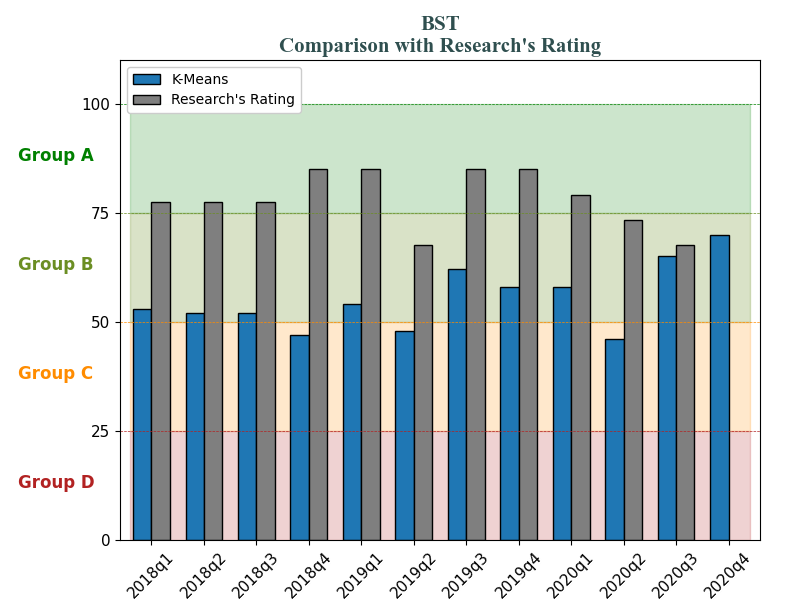 BST
Comparison with Research's Rating
K-Means
Research's Rating
100
Group A
75
Group B
50
Group C
25
Group D
0
2018q1
2018q2
2018q3
2018q4
2019q1
2019q2
2019q3
2019q4
2020q1
2020q2
2020q3
2020q4